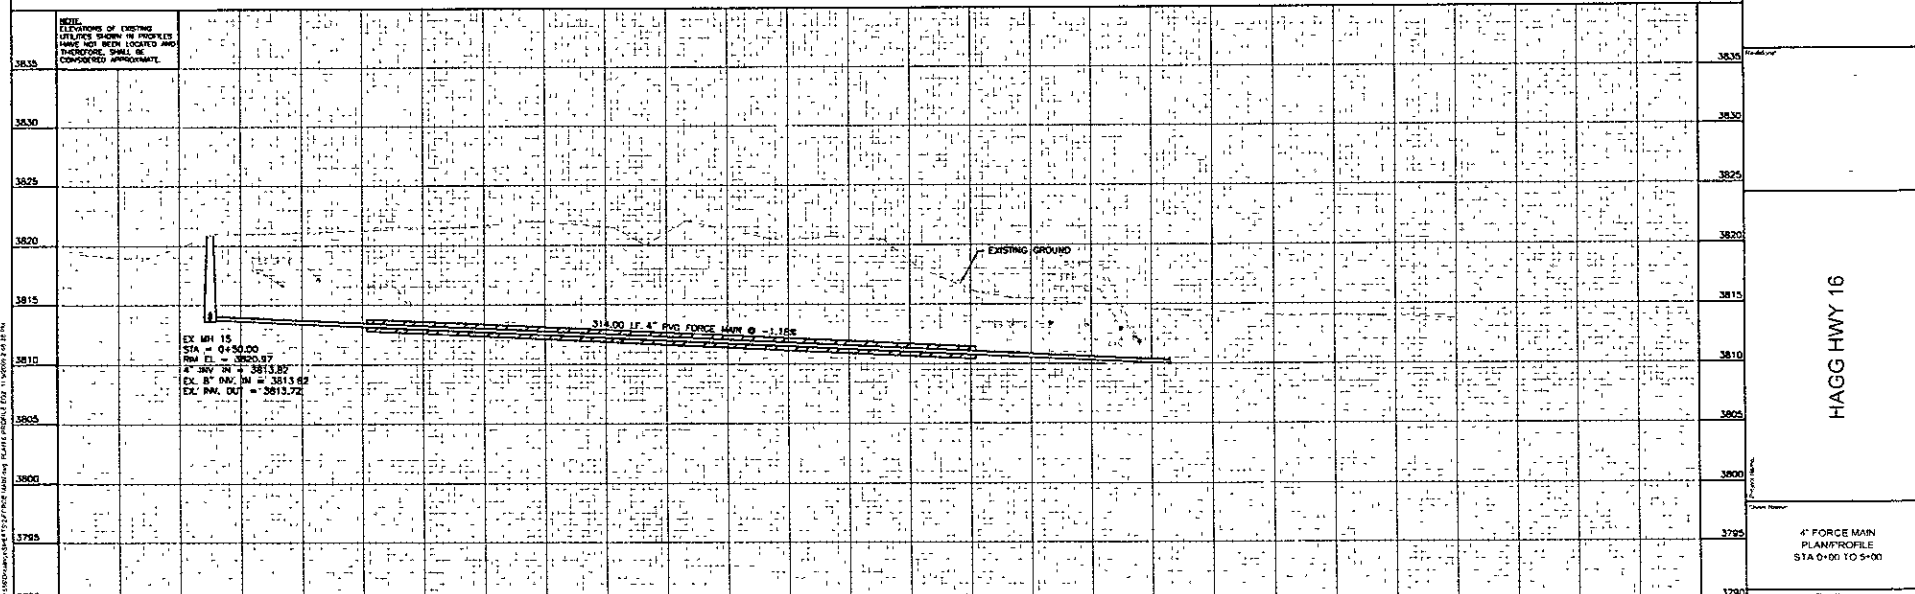 NOTE:
ELEVATIONS OF EXISTING
UTILITIES SHOWN IN PROFILES
HAVE NOT BEEN LOCATED AND
THEREFORE, SHALL BE
CONSIDERED APPROXIMATE.
3835
3830
3825
3820
3815
3810
3805
3800
3795
EXISTING GROUND
314.00 LF. 4" PVC FORCE MAIN @ -1.18%
EX MH 15
STA = 0+50.00
RIM EL = 3820.97
4" INV IN = 3813.82
EX. 8" INV. IN = 3813.82
EX. INV. OUT = 3813.72
3835
3830
3825
3820
3815
3810
3805
3800
3795
3790
HAGG HWY 16
4" FORCE MAIN
PLAN/PROFILE
STA 0+00 TO 5+00